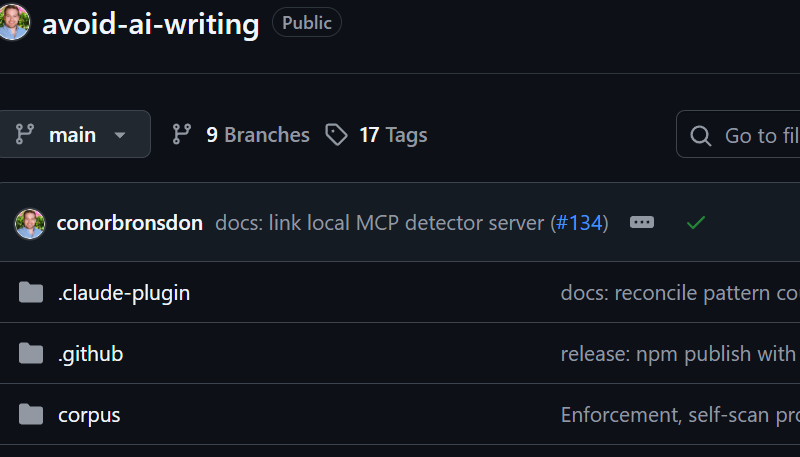 avoid-ai-writing Public
main 9 Branches 17 Tags Go to fil
conorbronsdon docs: link local MCP detector server (#134)
.claude-plugin docs: reconcile pattern cou
.github release: npm publish with
corpus Enforcement, self-scan pro